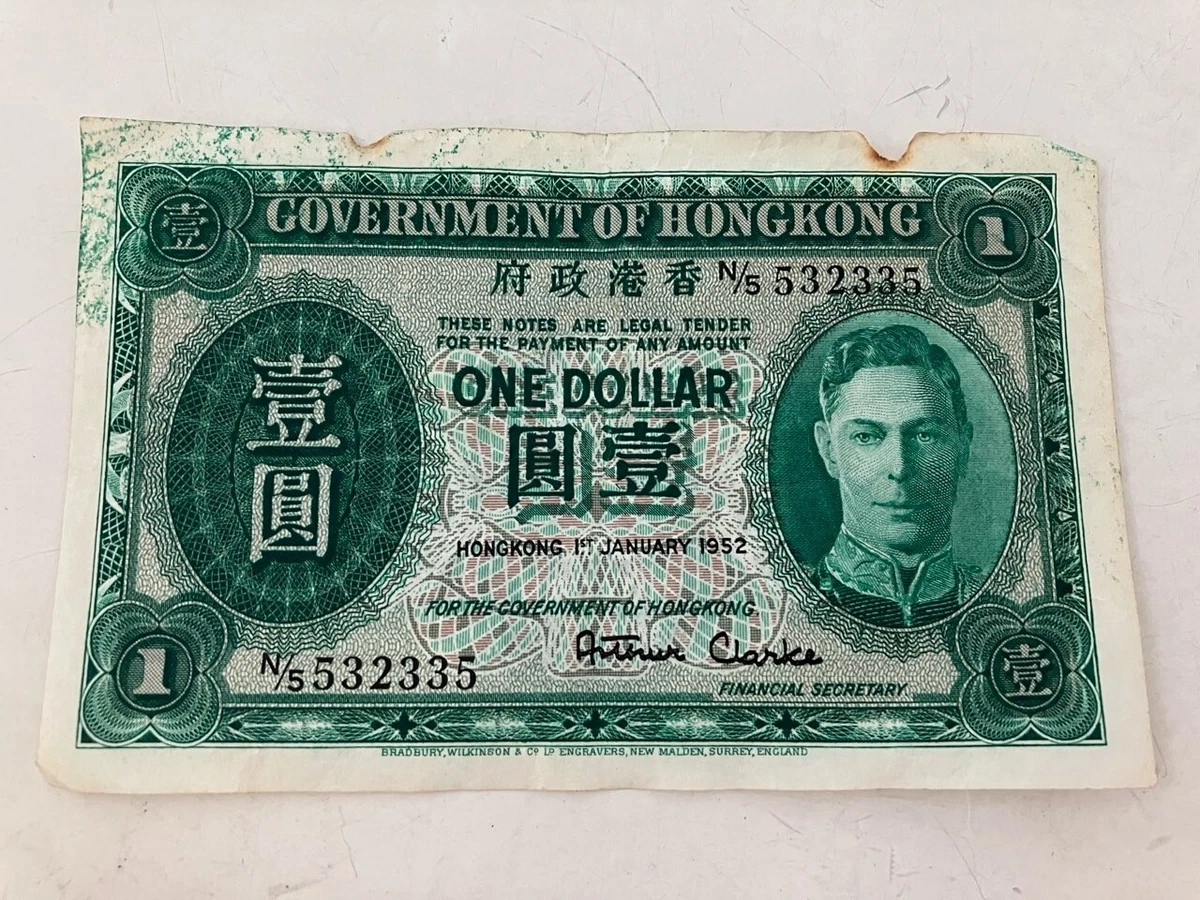 壹
GOVERNMENT OF HONGKONG
1
府政港香
N/5 532335
THESE NOTES ARE LEGAL TENDER
FOR THE PAYMENT OF ANY AMOUNT
ONE DOLLAR
圓壹
壹
圓
HONGKONG, 1ST JANUARY 1952
FOR THE GOVERNMENT OF HONGKONG.
Arthur Clarke
FINANCIAL SECRETARY
1
N/5 532335
壹
BRADBURY, WILKINSON & Co Ld ENGRAVERS, NEW MALDEN, SURREY, ENGLAND